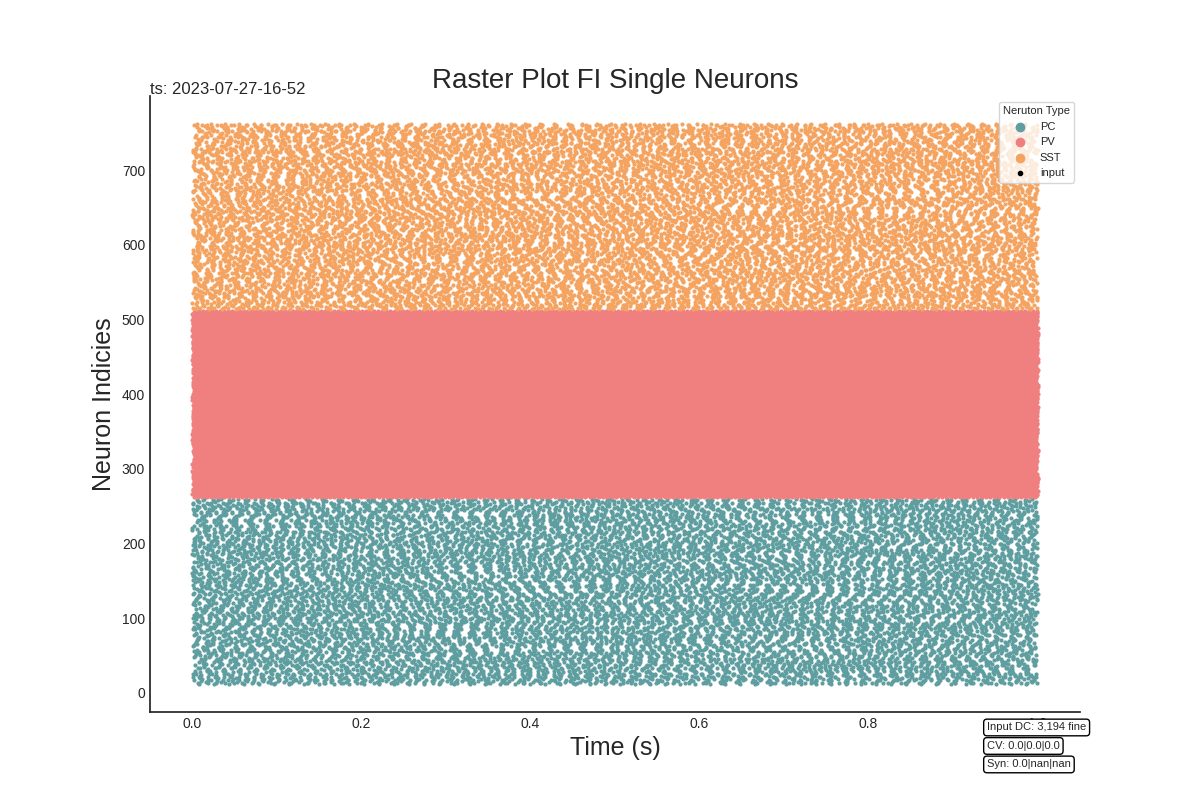 Raster Plot FI Single Neurons
ts: 2023-07-27-16-52
Neruton Type
PC
PV
SST
input
Neuron Indicies
700
600
500
400
300
200
100
0
0.0
0.2
0.4
0.6
0.8
Time (s)
Input DC: 3,194 fine
CV: 0.0|0.0|0.0
Syn: 0.0|nan|nan